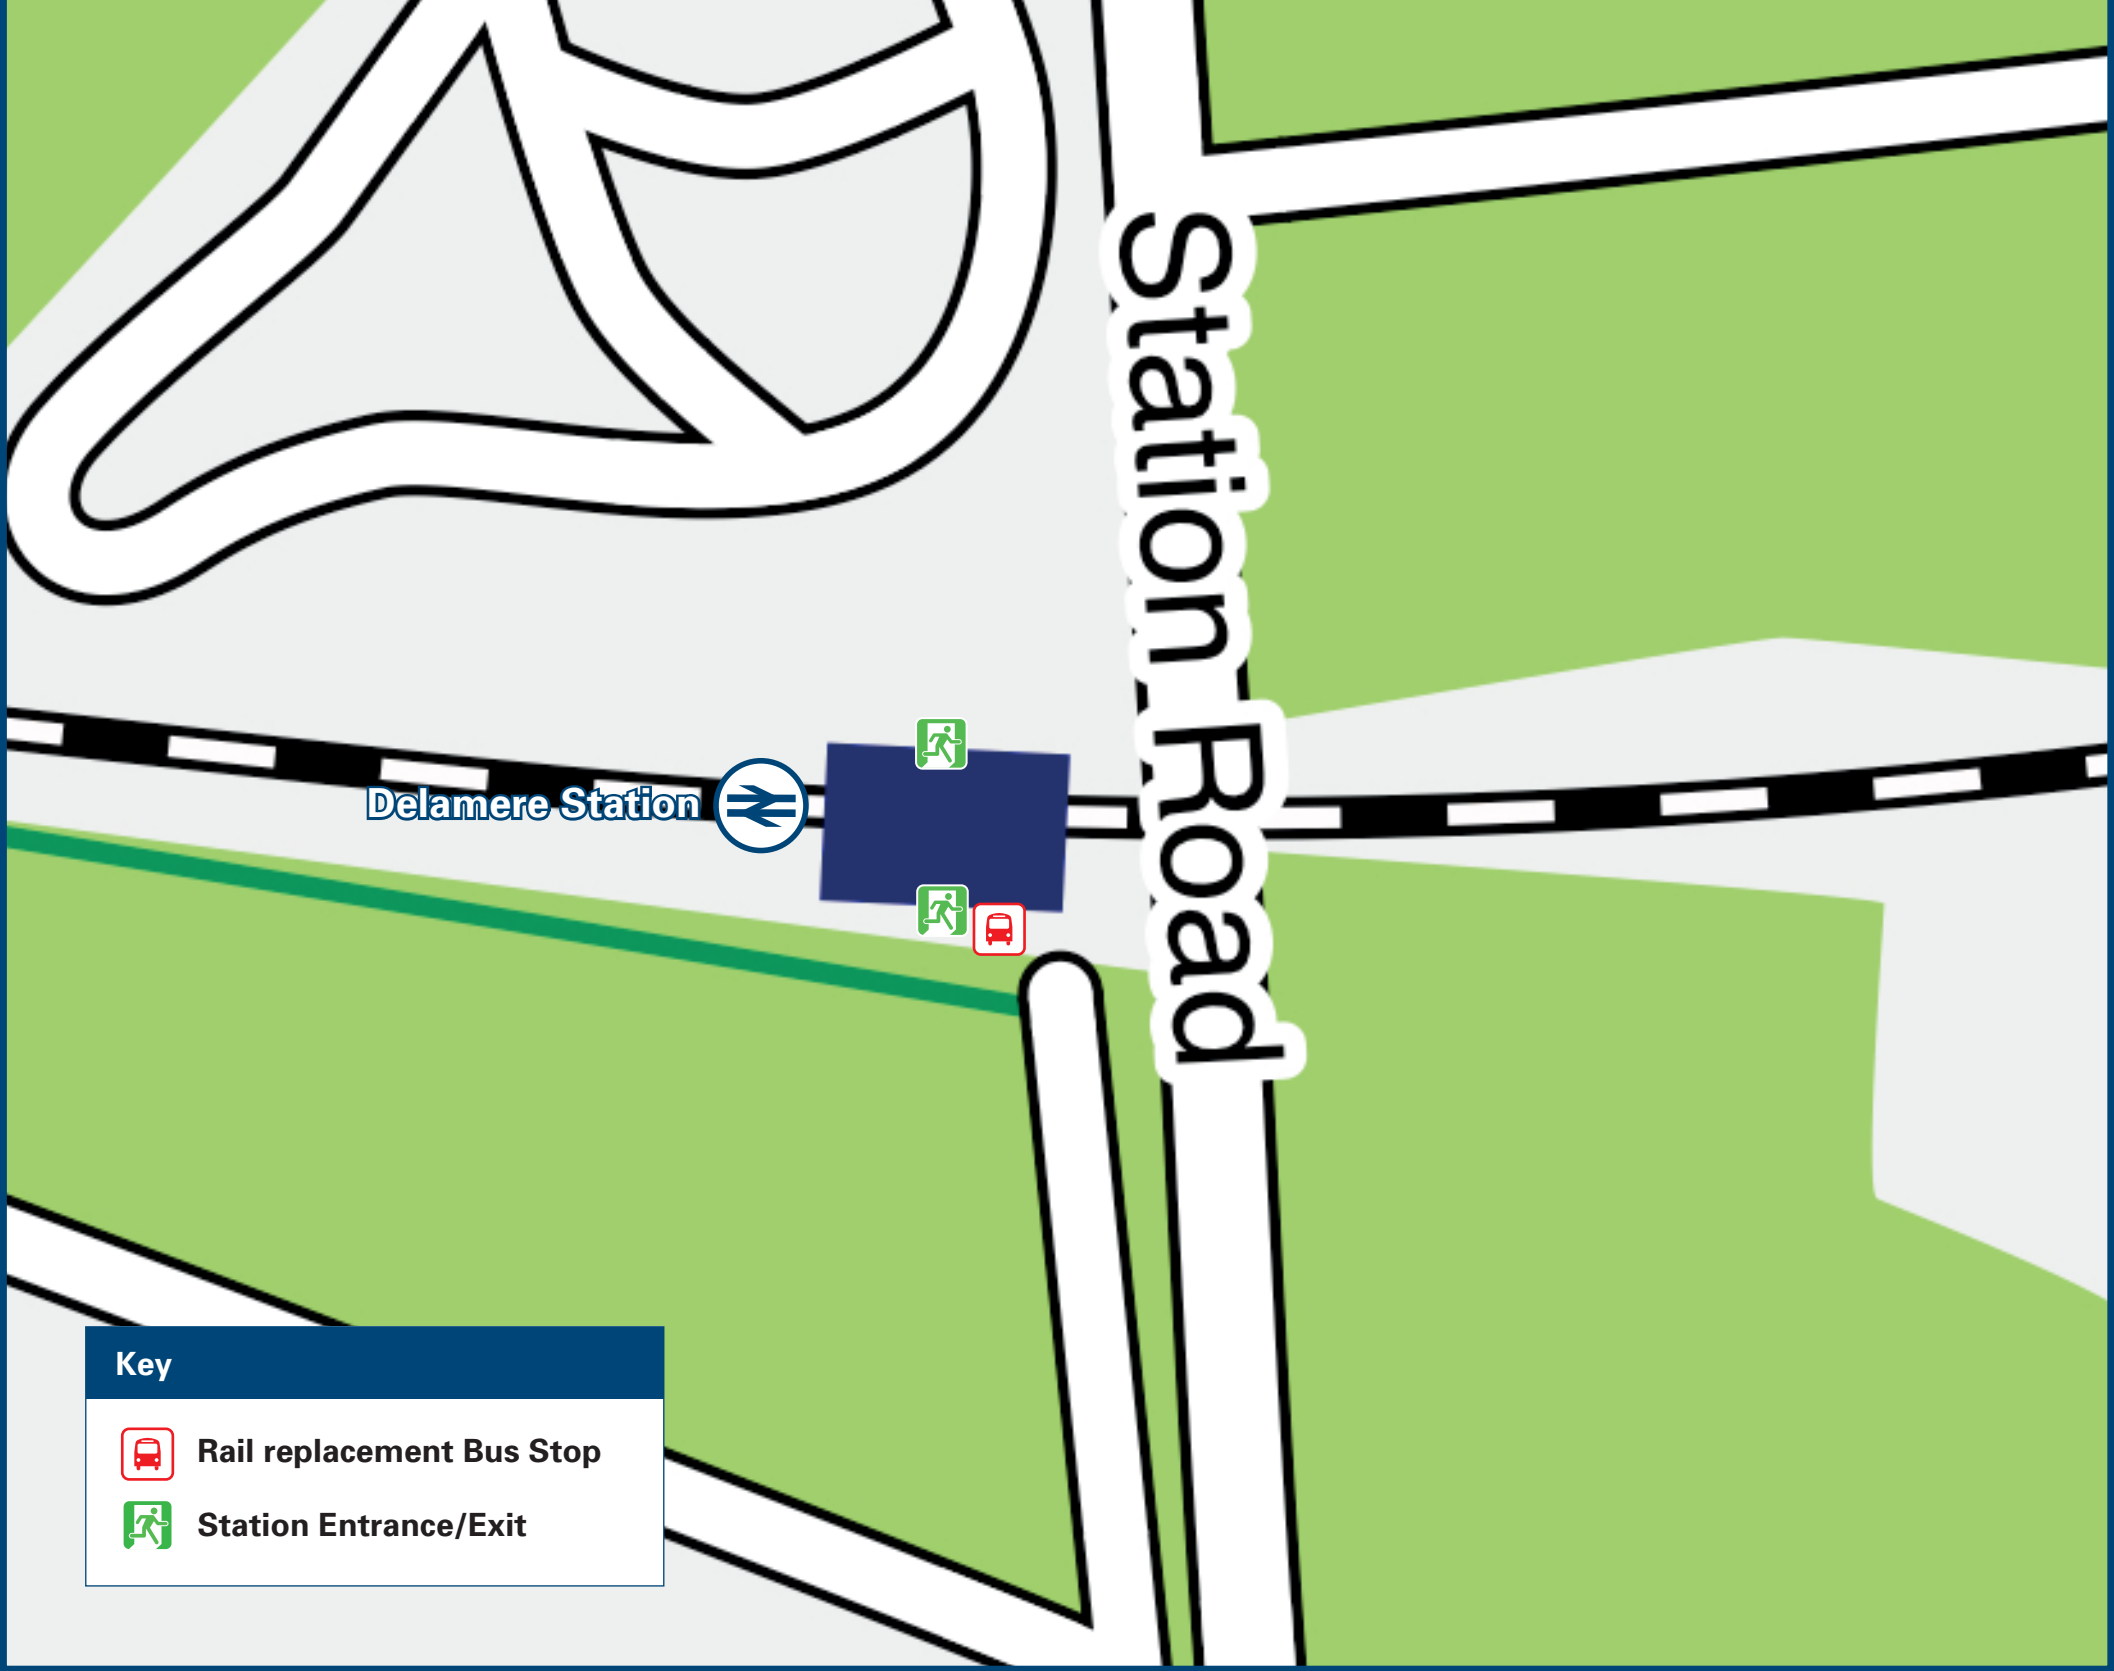 Station Road
Delamere Station
Key
Rail replacement Bus Stop
Station Entrance/Exit